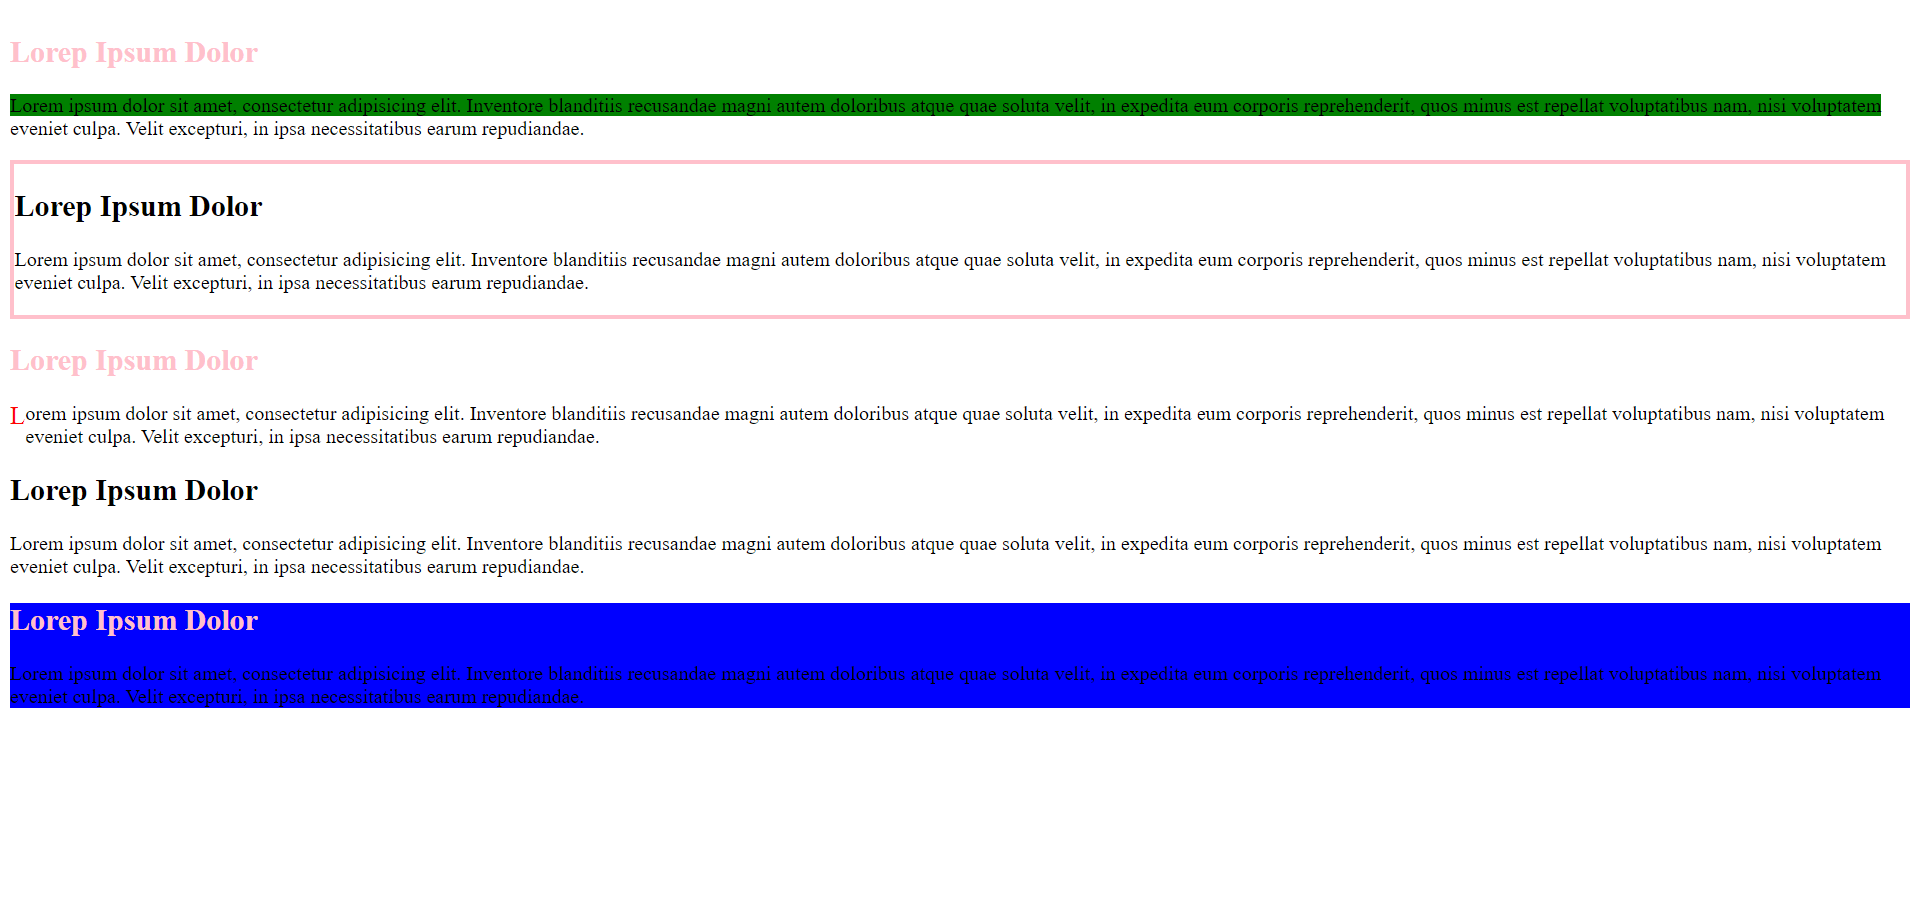 Lorep Ipsum Dolor
Lorem ipsum dolor sit amet, consectetur adipisicing elit. Inventore blanditiis recusandae magni autem doloribus atque quae soluta velit, in expedita eum corporis reprehenderit, quos minus est repellat voluptatibus nam, nisi voluptatem
eveniet culpa. Velit excepturi, in ipsa necessitatibus earum repudiandae.
Lorep Ipsum Dolor
Lorem ipsum dolor sit amet, consectetur adipisicing elit. Inventore blanditiis recusandae magni autem doloribus atque quae soluta velit, in expedita eum corporis reprehenderit, quos minus est repellat voluptatibus nam, nisi voluptatem
eveniet culpa. Velit excepturi, in ipsa necessitatibus earum repudiandae.
Lorep Ipsum Dolor
Lorem ipsum dolor sit amet, consectetur adipisicing elit. Inventore blanditiis recusandae magni autem doloribus atque quae soluta velit, in expedita eum corporis reprehenderit, quos minus est repellat voluptatibus nam, nisi voluptatem
eveniet culpa. Velit excepturi, in ipsa necessitatibus earum repudiandae.
Lorep Ipsum Dolor
Lorem ipsum dolor sit amet, consectetur adipisicing elit. Inventore blanditiis recusandae magni autem doloribus atque quae soluta velit, in expedita eum corporis reprehenderit, quos minus est repellat voluptatibus nam, nisi voluptatem
eveniet culpa. Velit excepturi, in ipsa necessitatibus earum repudiandae.
Lorep Ipsum Dolor
Lorem ipsum dolor sit amet, consectetur adipisicing elit. Inventore blanditiis recusandae magni autem doloribus atque quae soluta velit, in expedita eum corporis reprehenderit, quos minus est repellat voluptatibus nam, nisi voluptatem
eveniet culpa. Velit excepturi, in ipsa necessitatibus earum repudiandae.